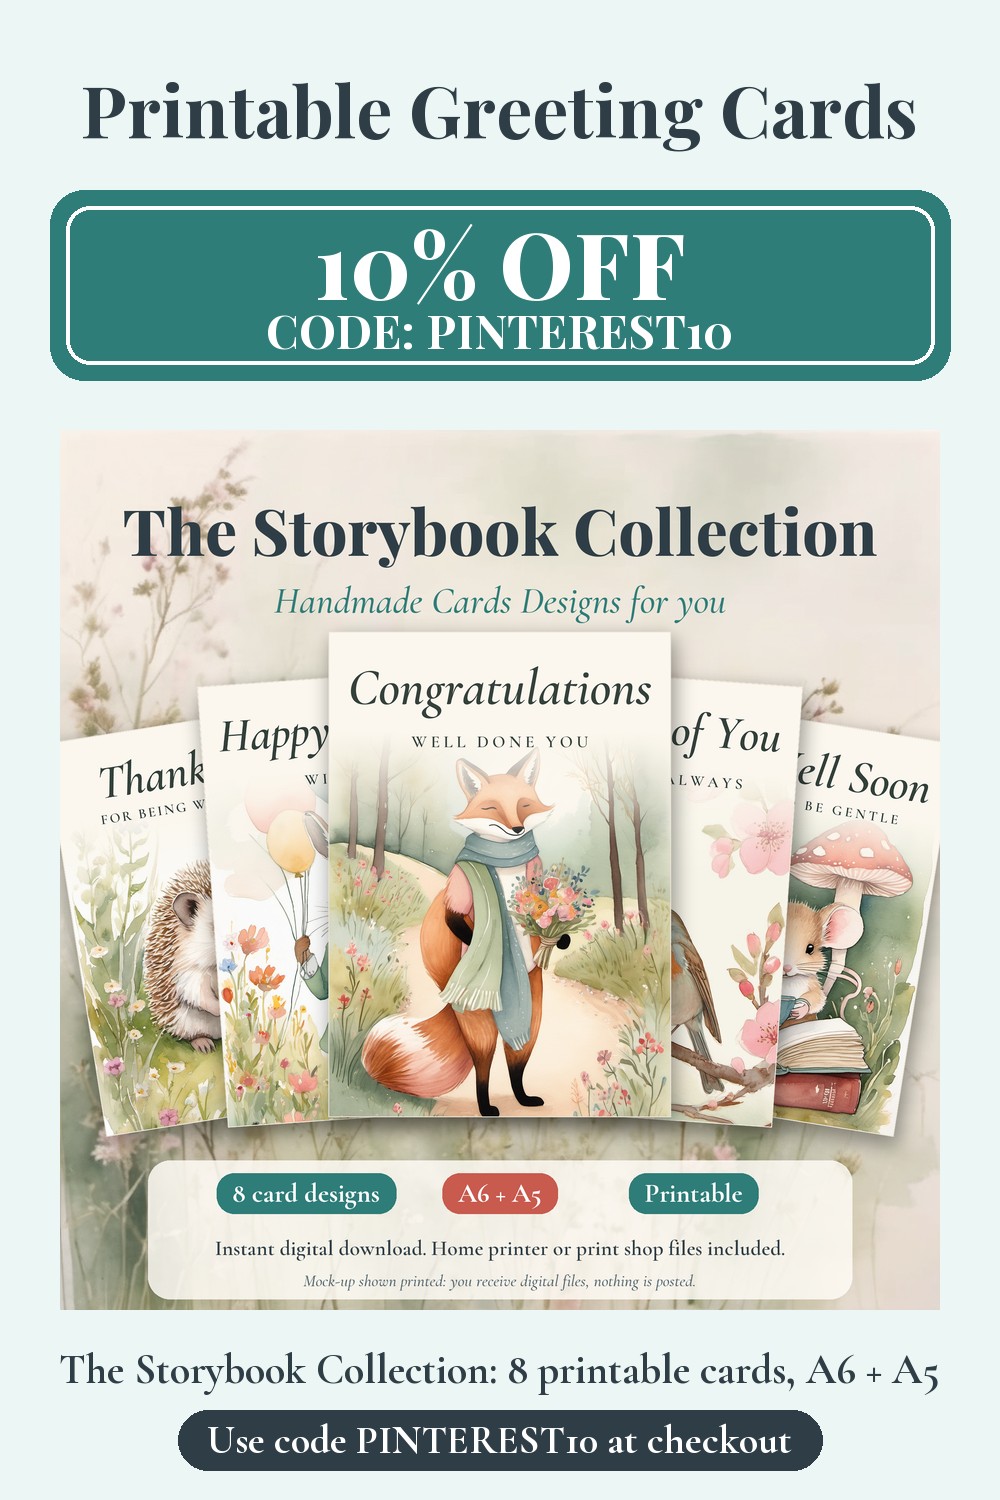 Printable Greeting Cards
10% OFF
CODE: PINTEREST10
The Storybook Collection
Handmade Cards Designs for you
Congratulations
WELL DONE YOU
Thank
FOR BEING
Happy
of You
ALWAYS
ell Soon
BE GENTLE
8 card designs
A6 + A5
Printable
Instant digital download. Home printer or print shop files included.
Mock-up shown printed: you receive digital files, nothing is posted.
The Storybook Collection: 8 printable cards, A6 + A5
Use code PINTEREST10 at checkout